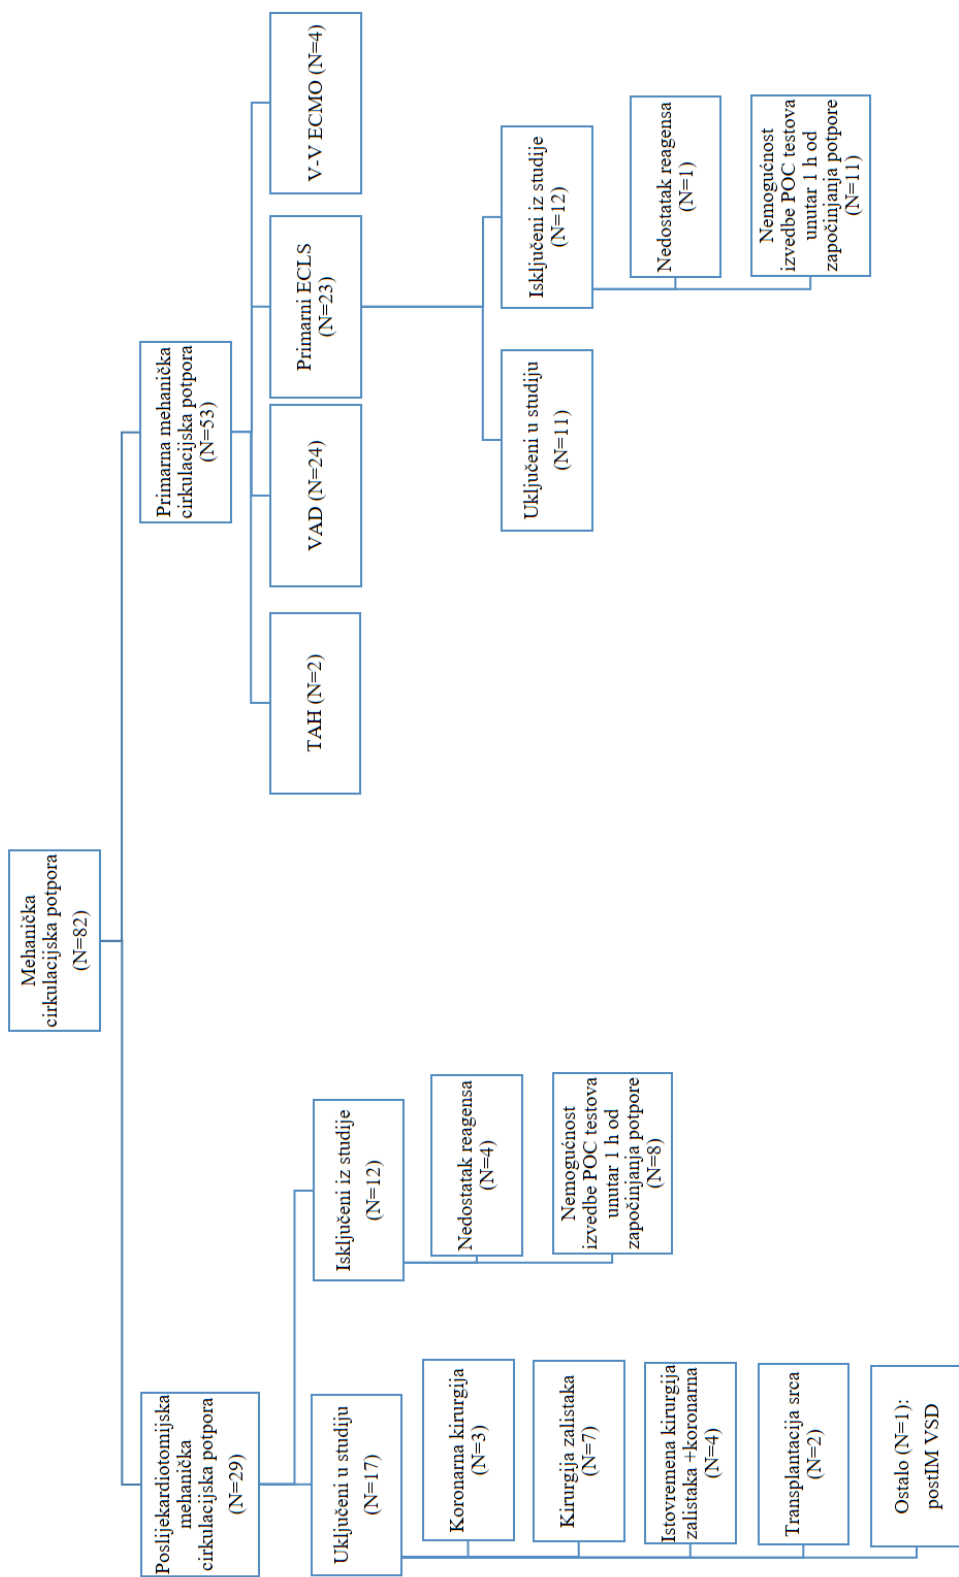 Mehanička
cirkulacijska potpora
(N=82)
Poslijekardiotomijska
mehanička
cirkulacijska potpora
(N=29)
Uključeni u studiju
(N=17)
Koronarna kirurgija
(N=3)
Kirurgija zalistaka
(N=7)
Istovremena kirurgija
zalistaka +koronarna
(N=4)
Transplantacija srca
(N=2)
Ostalo (N=1):
postIM VSD
Isključeni iz studije
(N=12)
Nedostatak reagensa
(N=4)
Nemogućnost
izvedbe POC testova
unutar 1 h od
započinjanja potpore
(N=8)
Primarna mehanička
cirkulacijska potpora
(N=53)
TAH (N=2)
VAD (N=24)
Primarni ECLS
(N=23)
V-V ECMO (N=4)
Uključeni u studiju
(N=11)
Isključeni iz studije
(N=12)
Nedostatak reagensa
(N=1)
Nemogućnost
izvedbe POC testova
unutar 1 h od
započinjanja potpore
(N=11)